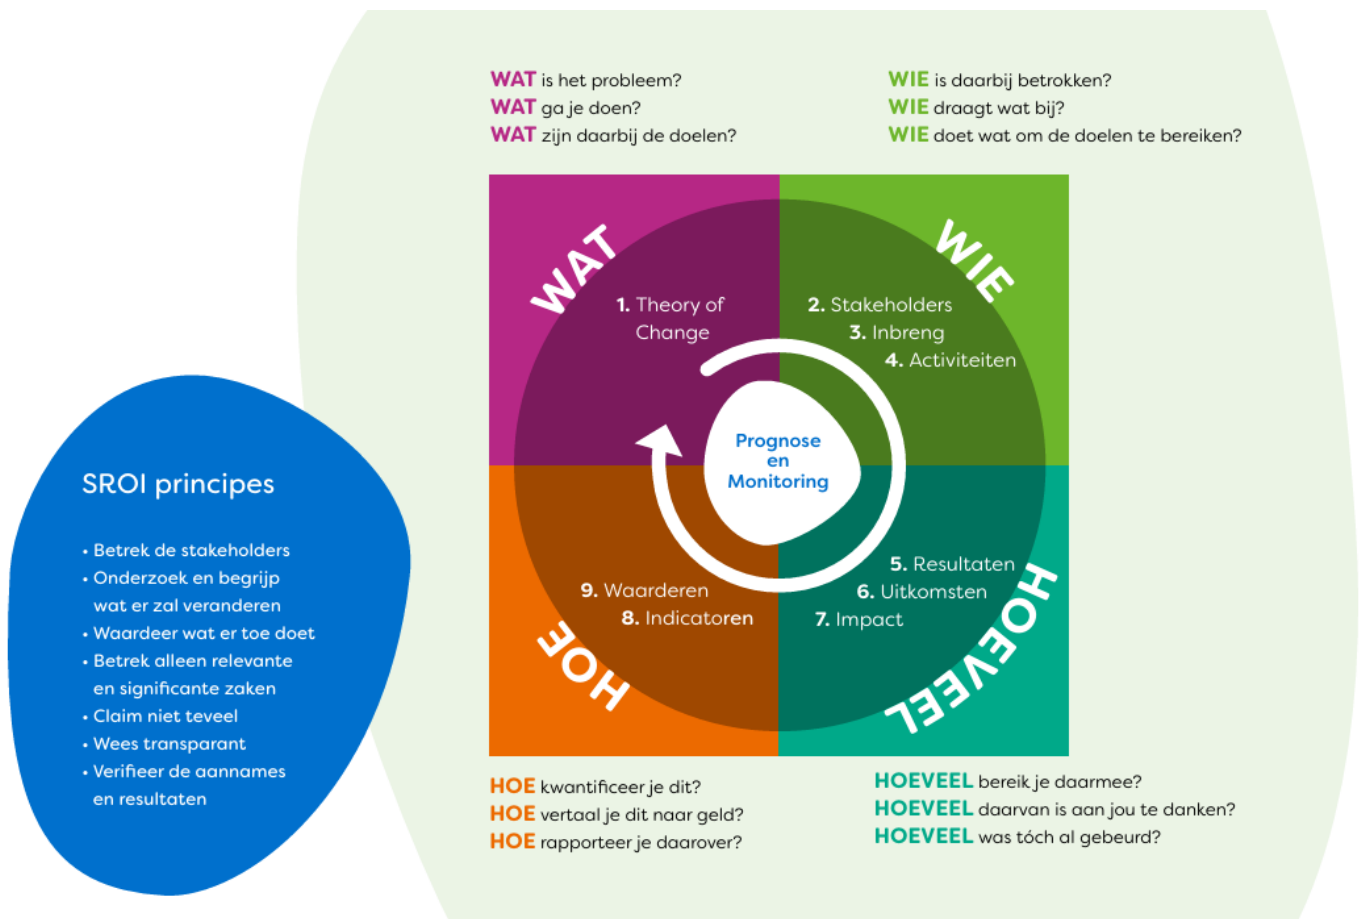 WAT is het probleem?
WAT ga je doen?
WAT zijn daarbij de doelen?
WIE is daarbij betrokken?
WIE draagt wat bij?
WIE doet wat om de doelen te bereiken?
WAT
1. Theory of
Change
WIE
2. Stakeholders
3. Inbreng
4. Activiteiten
Prognose
en
Monitoring
5. Resultaten
6. Uitkomsten
7. Impact
HOEVEEL
9. Waarderen
8. Indicatoren
HOE
HOE kwantificeer je dit?
HOE vertaal je dit naar geld?
HOE rapporteer je daarover?
HOEVEEL bereik je daarmee?
HOEVEEL daarvan is aan jou te danken?
HOEVEEL was tóch al gebeurd?
SROI principes
• Betrek de stakeholders
• Onderzoek en begrijp
wat er zal veranderen
• Waardeer wat er toe doet
• Betrek alleen relevante
en significante zaken
• Claim niet teveel
• Wees transparant
• Verifieer de aannames
en resultaten